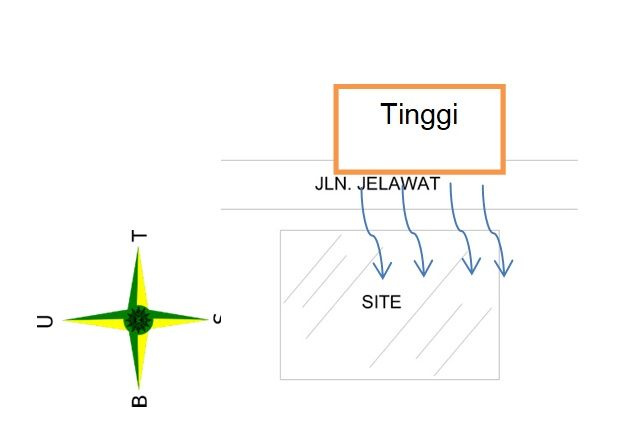 Tinggi
JLN. JELAWAT
SITE
T
U
B